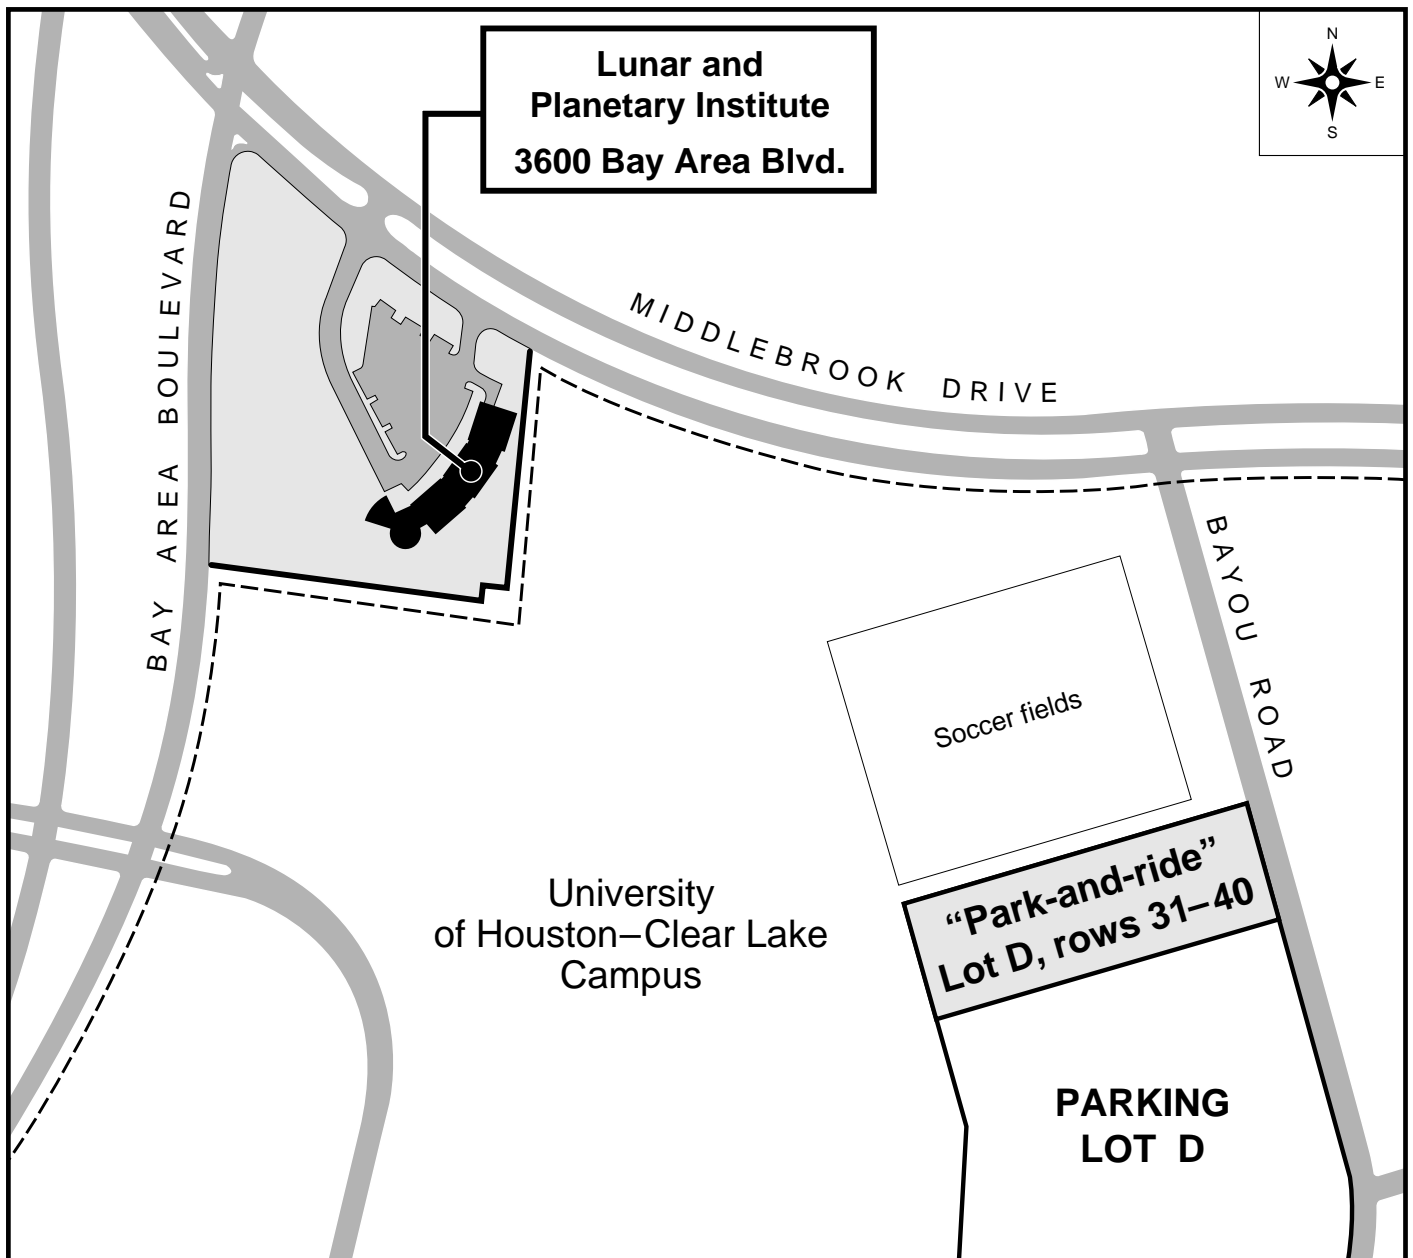 Lunar and
Planetary Institute
3600 Bay Area Blvd.
N
W E
S
BAY AREA BOULEVARD
MIDDLEBROOK DRIVE
BAYOU ROAD
Soccer fields
“Park-and-ride”
Lot D, rows 31–40
University
of Houston–Clear Lake
Campus
PARKING
LOT D